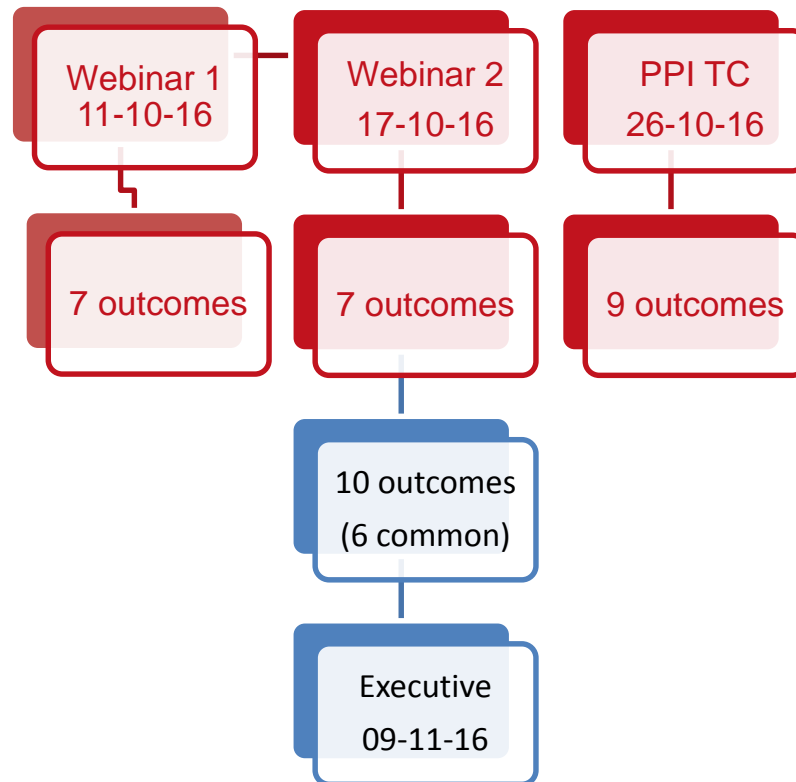 Webinar 1
11-10-16
Webinar 2
17-10-16
PPI TC
26-10-16
7 outcomes
7 outcomes
9 outcomes
10 outcomes
(6 common)
Executive
09-11-16